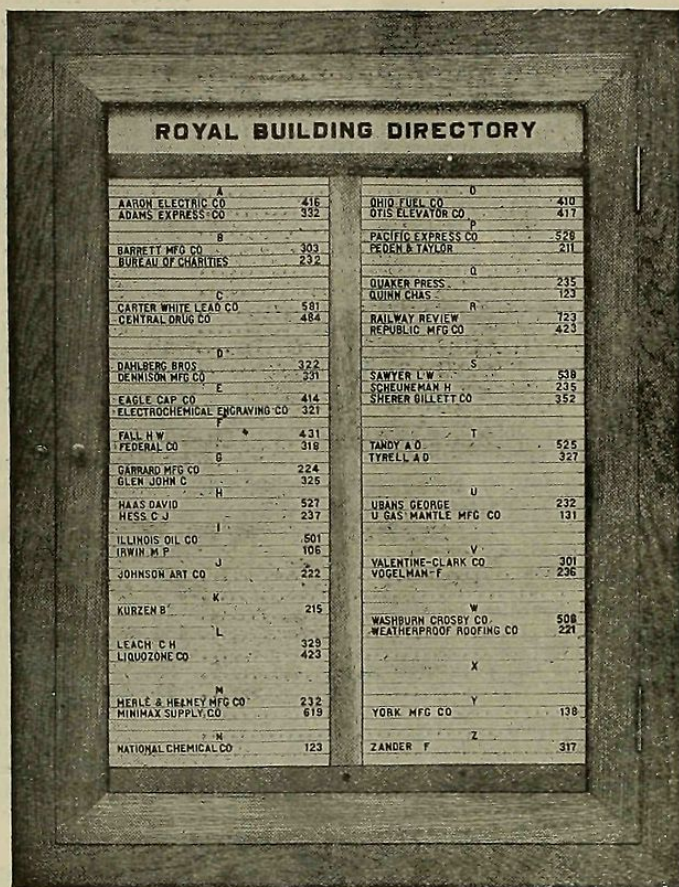 ROYAL BUILDING DIRECTORY
A
AARON ELECTRIC CO 416
ADAMS EXPRESS CO 332
B
BARRETT MFG CO 303
BUREAU OF CHARITIES 232
C
CARTER WHITE LEAD CO 581
CENTRAL DRUG CO 484
D
DAHLBERG BROS 322
DENNISON MFG CO 331
E
EAGLE CAP CO 414
ELECTROCHEMICAL ENGRAVING CO 321
F
FALL H W 431
FEDERAL CO 318
G
GARRARD MFG CO 224
GLEN JOHN C 325
H
HAAS DAVID 527
HESS C J 237
I
ILLINOIS OIL CO 501
IRWIN M P 106
J
JOHNSON ART CO 222
K
KURZEN B 215
L
LEACH C H 329
LIQUOZONE CO 423
M
MERLE & HEANEY MFG CO 232
MINIMAX SUPPLY CO 619
N
NATIONAL CHEMICAL CO 123
O
OHIO FUEL CO 410
OTIS ELEVATOR CO 417
P
PACIFIC EXPRESS CO 528
PEDEN & TAYLOR 211
Q
QUAKER PRESS 235
QUINN CHAS 123
R
RAILWAY REVIEW 723
REPUBLIC MFG CO 423
S
SAWYER L W 538
SCHEUNEMAN H 235
SHERER GILLETT CO 352
T
TANDY A O 525
TYRELL A D 327
U
UBANS GEORGE 232
U GAS MANTLE MFG CO 131
V
VALENTINE-CLARK CO 301
VOGELMAN F 236
W
WASHBURN CROSBY CO 508
WEATHERPROOF ROOFING CO 221
X
Y
YORK MFG CO 138
Z
ZANDER F 317